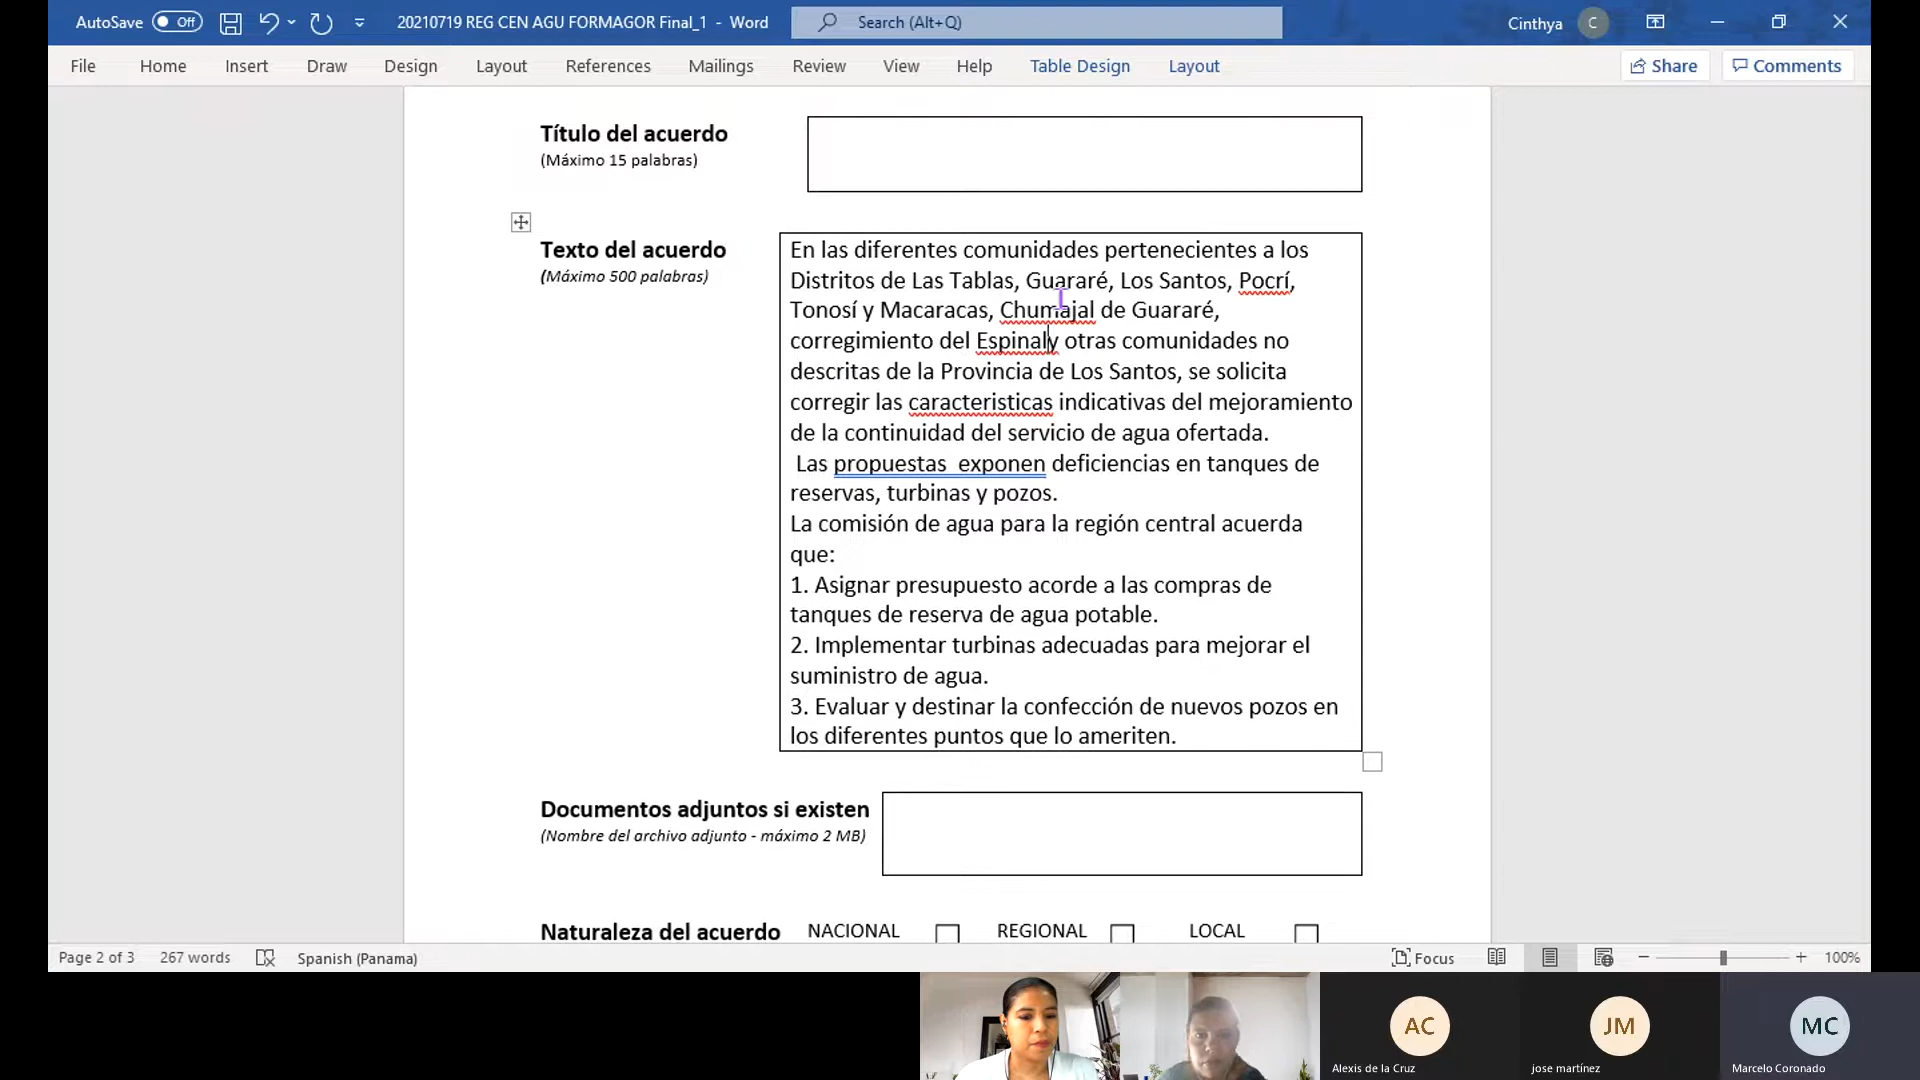 AutoSave Off 20210719 REG CEN AGU FORMAGOR Final_1 - Word Search (Alt+Q) Cinthya C
File Home Insert Draw Design Layout References Mailings Review View Help Table Design Layout Share Comments
Título del acuerdo
(Máximo 15 palabras)
Texto del acuerdo
(Máximo 500 palabras)
En las diferentes comunidades pertenecientes a los
Distritos de Las Tablas, Guararé, Los Santos, Pocrí,
Tonosí y Macaracas, Chumajal de Guararé,
corregimiento del Espinaly otras comunidades no
descritas de la Provincia de Los Santos, se solicita
corregir las caracteristicas indicativas del mejoramiento
de la continuidad del servicio de agua ofertada.
Las propuestas exponen deficiencias en tanques de
reservas, turbinas y pozos.
La comisión de agua para la región central acuerda
que:
1. Asignar presupuesto acorde a las compras de
tanques de reserva de agua potable.
2. Implementar turbinas adecuadas para mejorar el
suministro de agua.
3. Evaluar y destinar la confección de nuevos pozos en
los diferentes puntos que lo ameriten.
Documentos adjuntos si existen
(Nombre del archivo adjunto - máximo 2 MB)
Naturaleza del acuerdo NACIONAL REGIONAL LOCAL
Page 2 of 3 267 words Spanish (Panama) Focus 100%
AC JM MC
Alexis de la Cruz jose martínez Marcelo Coronado